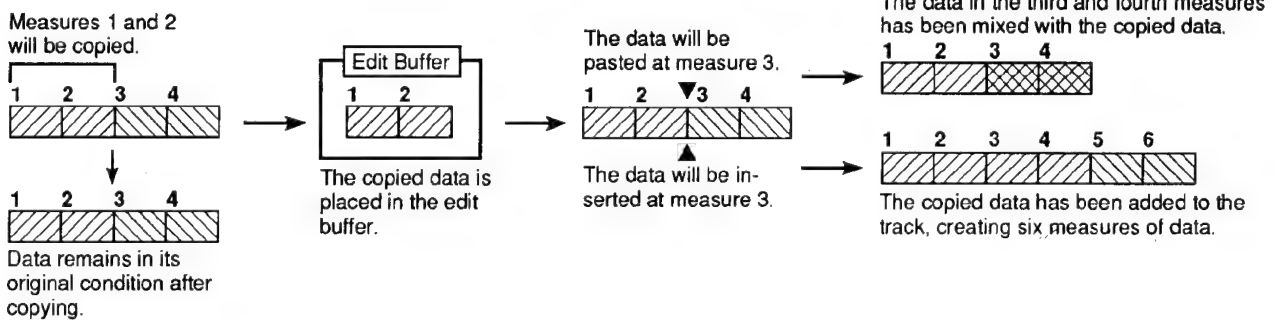 Measures 1 and 2
will be copied.
1 2 3 4
1 2 3 4
Data remains in its
original condition after
copying.
Edit Buffer
1 2
The copied data is
placed in the edit
buffer.
The data will be
pasted at measure 3.
1 2 3 4
The data will be in-
serted at measure 3.
The data in the third and fourth measures
has been mixed with the copied data.
1 2 3 4
1 2 3 4 5 6
The copied data has been added to the
track, creating six measures of data.